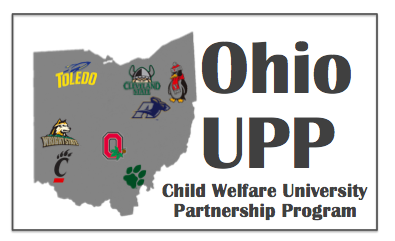 Ohio
UPP
Child Welfare University
Partnership Program
TOLEDO
CLEVELAND
STATE
WRIGHT STATE